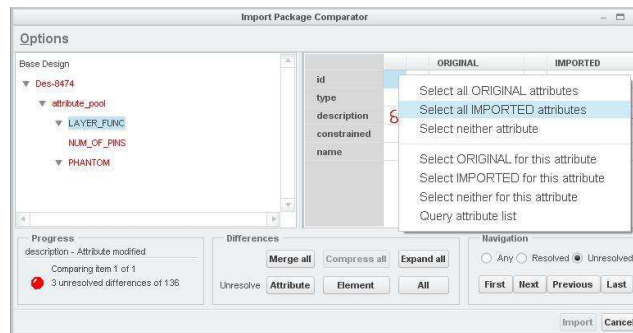 Import Package Comparator
Options
Base Design
Des-8474
attribute_pool
LAYER_FUNC
NUM_OF_PINS
PHANTOM
ORIGINAL IMPORTED
id
type
description
constrained
name
Select all ORIGINAL attributes
Select all IMPORTED attributes
Select neither attribute
Select ORIGINAL for this attribute
Select IMPORTED for this attribute
Select neither for this attribute
Query attribute list
Progress
description - Attribute modified
Comparing item 1 of 1
3 unresolved differences of 136
Differences
Merge all Compress all Expand all
Unresolve Attribute Element All
Navigation
Any Resolved Unresolved
First Next Previous Last
Import Cancel